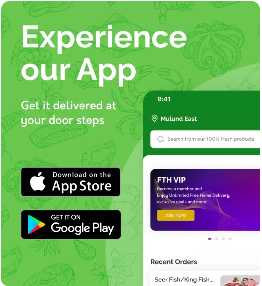 Experience
our App
Get it delivered at
your door steps
Download on the
App Store
GET IT ON
Google Play
9:41
Mulund East
Search from our 100% fresh products
FTH VIP
Become a member and
Enjoy Unlimited Free Home Delivery,
exclusive goals and more
JOIN NOW
Recent Orders
Seer Fish/King Fish...